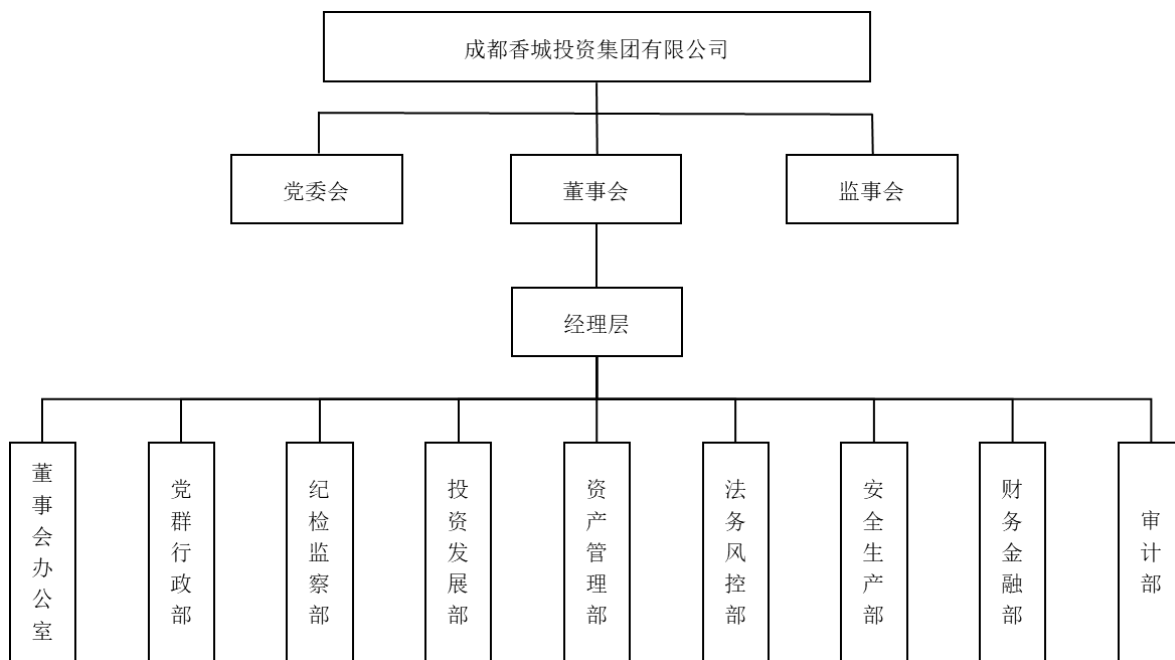 成都香城投资集团有限公司
党委会
董事会
监事会
经理层
董事会办公室
党群行政部
纪检监察部
投资发展部
资产管理部
法务风控部
安全生产部
财务金融部
审计部